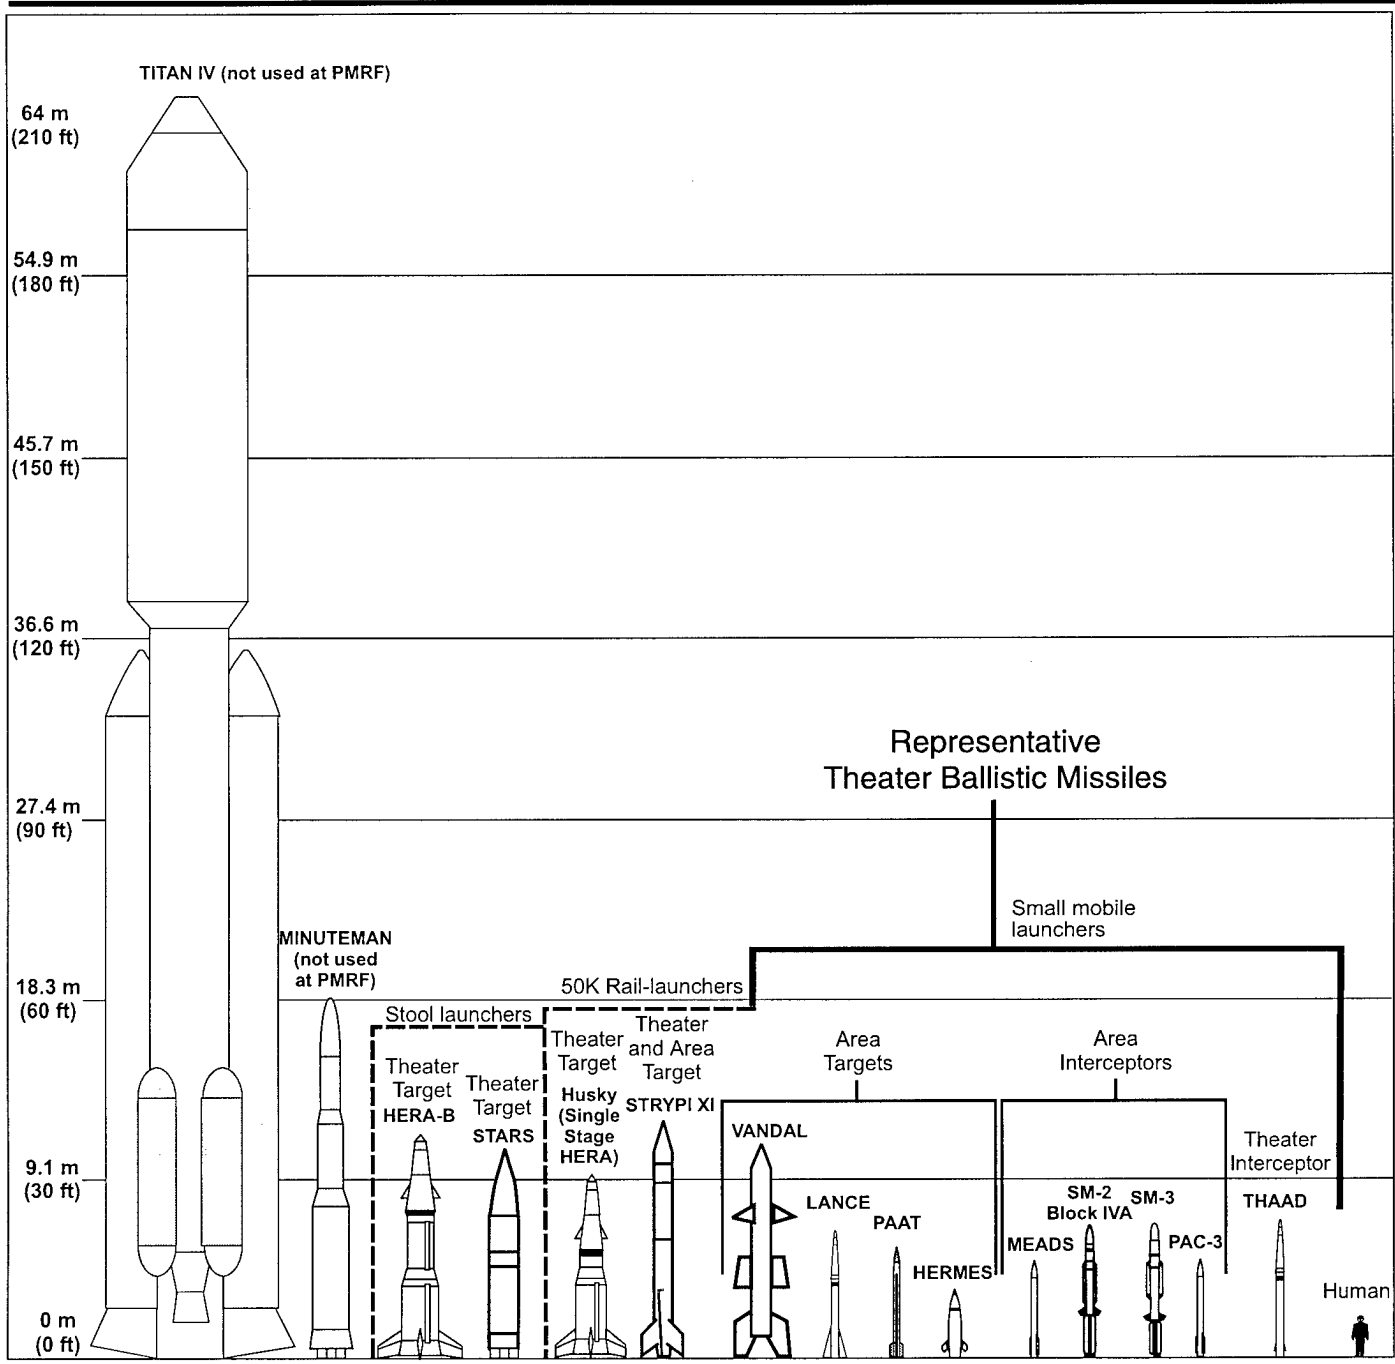 TITAN IV (not used at PMRF)
64 m
(210 ft)
54.9 m
(180 ft)
45.7 m
(150 ft)
36.6 m
(120 ft)
27.4 m
(90 ft)
18.3 m
(60 ft)
9.1 m
(30 ft)
0 m
(0 ft)
Representative
Theater Ballistic Missiles
Small mobile
launchers
MINUTEMAN
(not used
at PMRF)
Stool launchers
Theater
Target
HERA-B
Theater
Target
STARS
50K Rail-launchers
Theater
Target
Husky
(Single
Stage
HERA)
Theater
and Area
Target
STRYPI XI
Area
Targets
VANDAL
LANCE
PAAT
HERMES
Area
Interceptors
MEADS
SM-2
Block IVA
SM-3
PAC-3
Theater
Interceptor
THAAD
Human